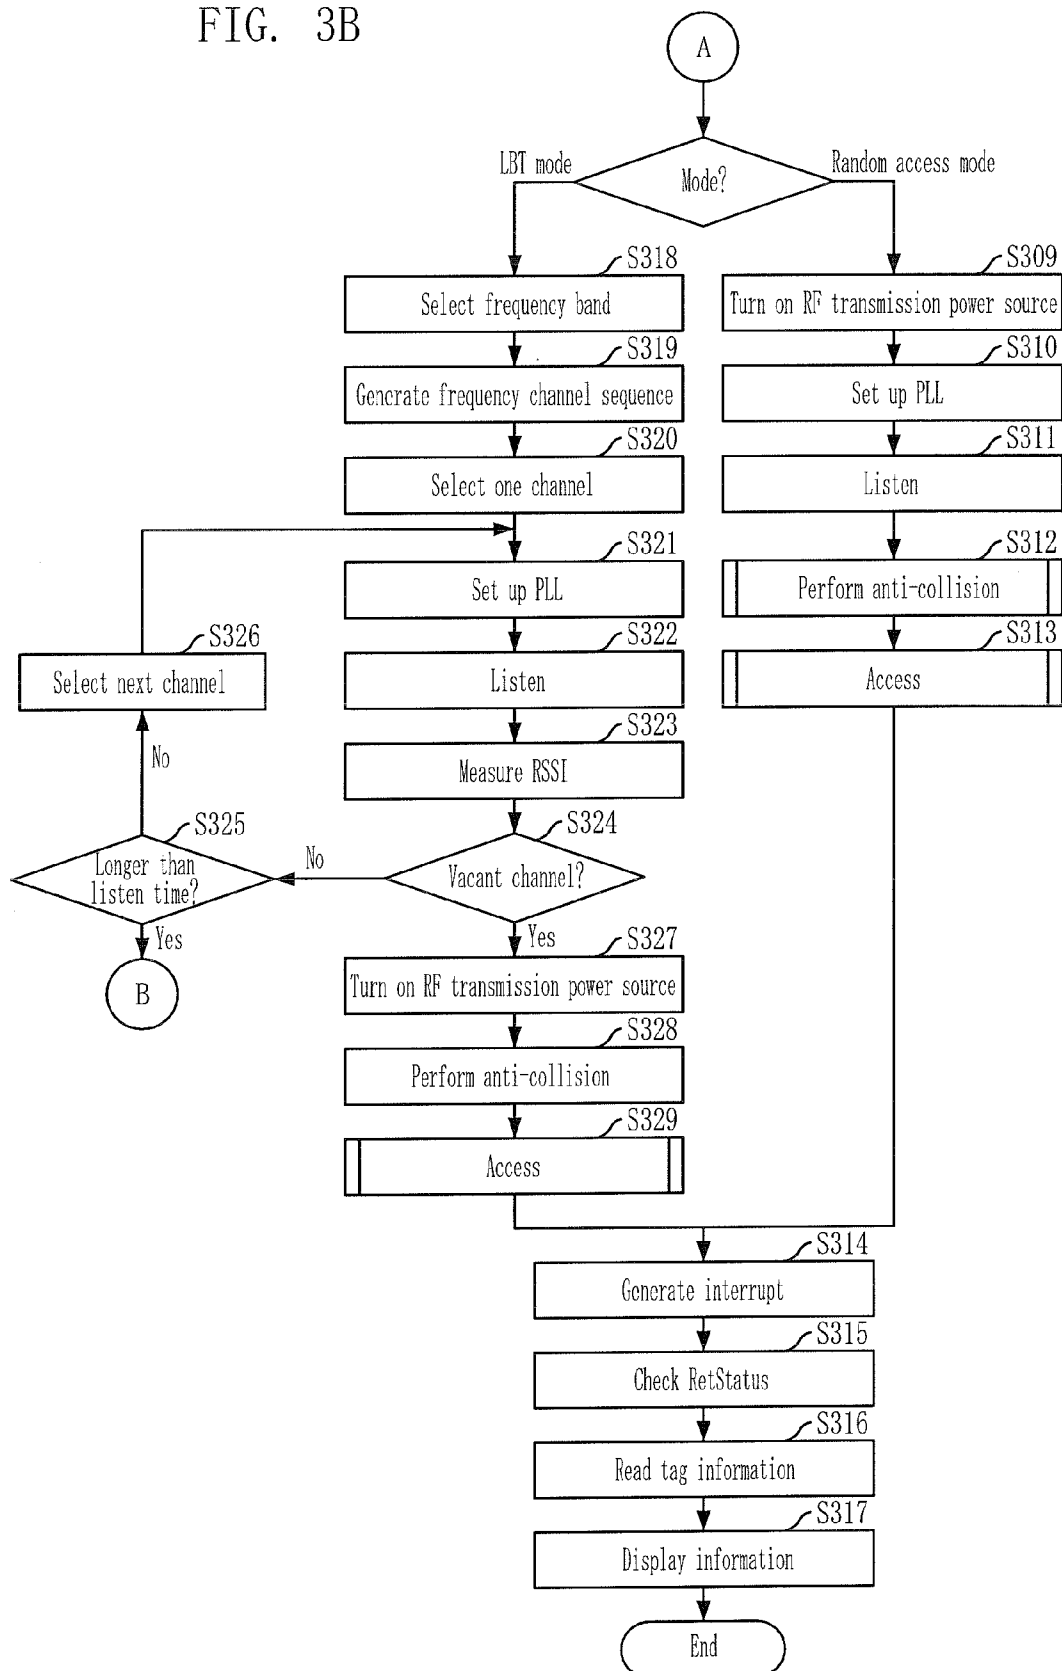 FIG. 3B
A
LBT mode
Mode?
Random access mode
S318
Select frequency band
S309
Turn on RF transmission power source
S319
Generate frequency channel sequence
S310
Set up PLL
S320
Select one channel
S311
Listen
S321
Set up PLL
S312
Perform anti-collision
S326
Select next channel
S322
Listen
S313
Access
No
S323
Measure RSSI
S325
Longer than
listen time?
No
S324
Vacant channel?
Yes
Yes
B
S327
Turn on RF transmission power source
S328
Perform anti-collision
S329
Access
S314
Generate interrupt
S315
Check RetStatus
S316
Read tag information
S317
Display information
End